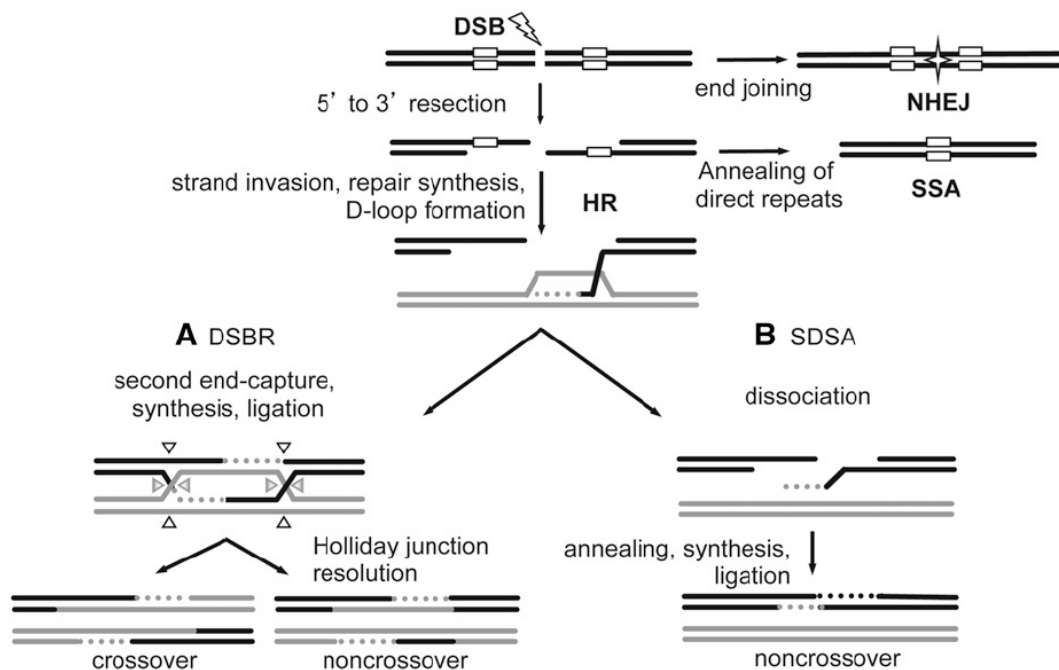 DSB
end joining
NHEJ
5' to 3' resection
Annealing of
direct repeats
SSA
strand invasion, repair synthesis,
D-loop formation
HR
A DSBR
second end-capture,
synthesis, ligation
B SDSA
dissociation
Holliday junction
resolution
annealing, synthesis,
ligation
crossover
noncrossover
noncrossover